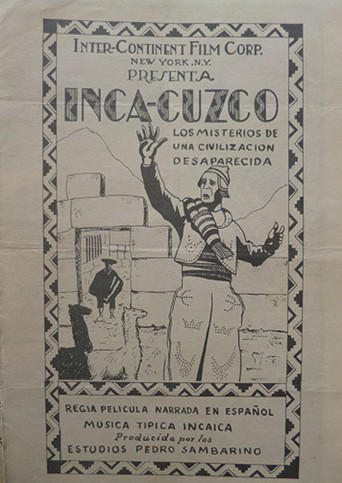 INTER-CONTINENT FILM CORP.
NEW YORK. N.Y.
PRESENTA
INCA-CUZCO
LOS MISTERIOS DE
UNA CIVILIZACION
DESAPARECIDA
REGIA PELICULA NARRADA EN ESPAÑOL
MUSICA TIPICA INCAICA
Producida por los
ESTUDIOS PEDRO SAMBARINO